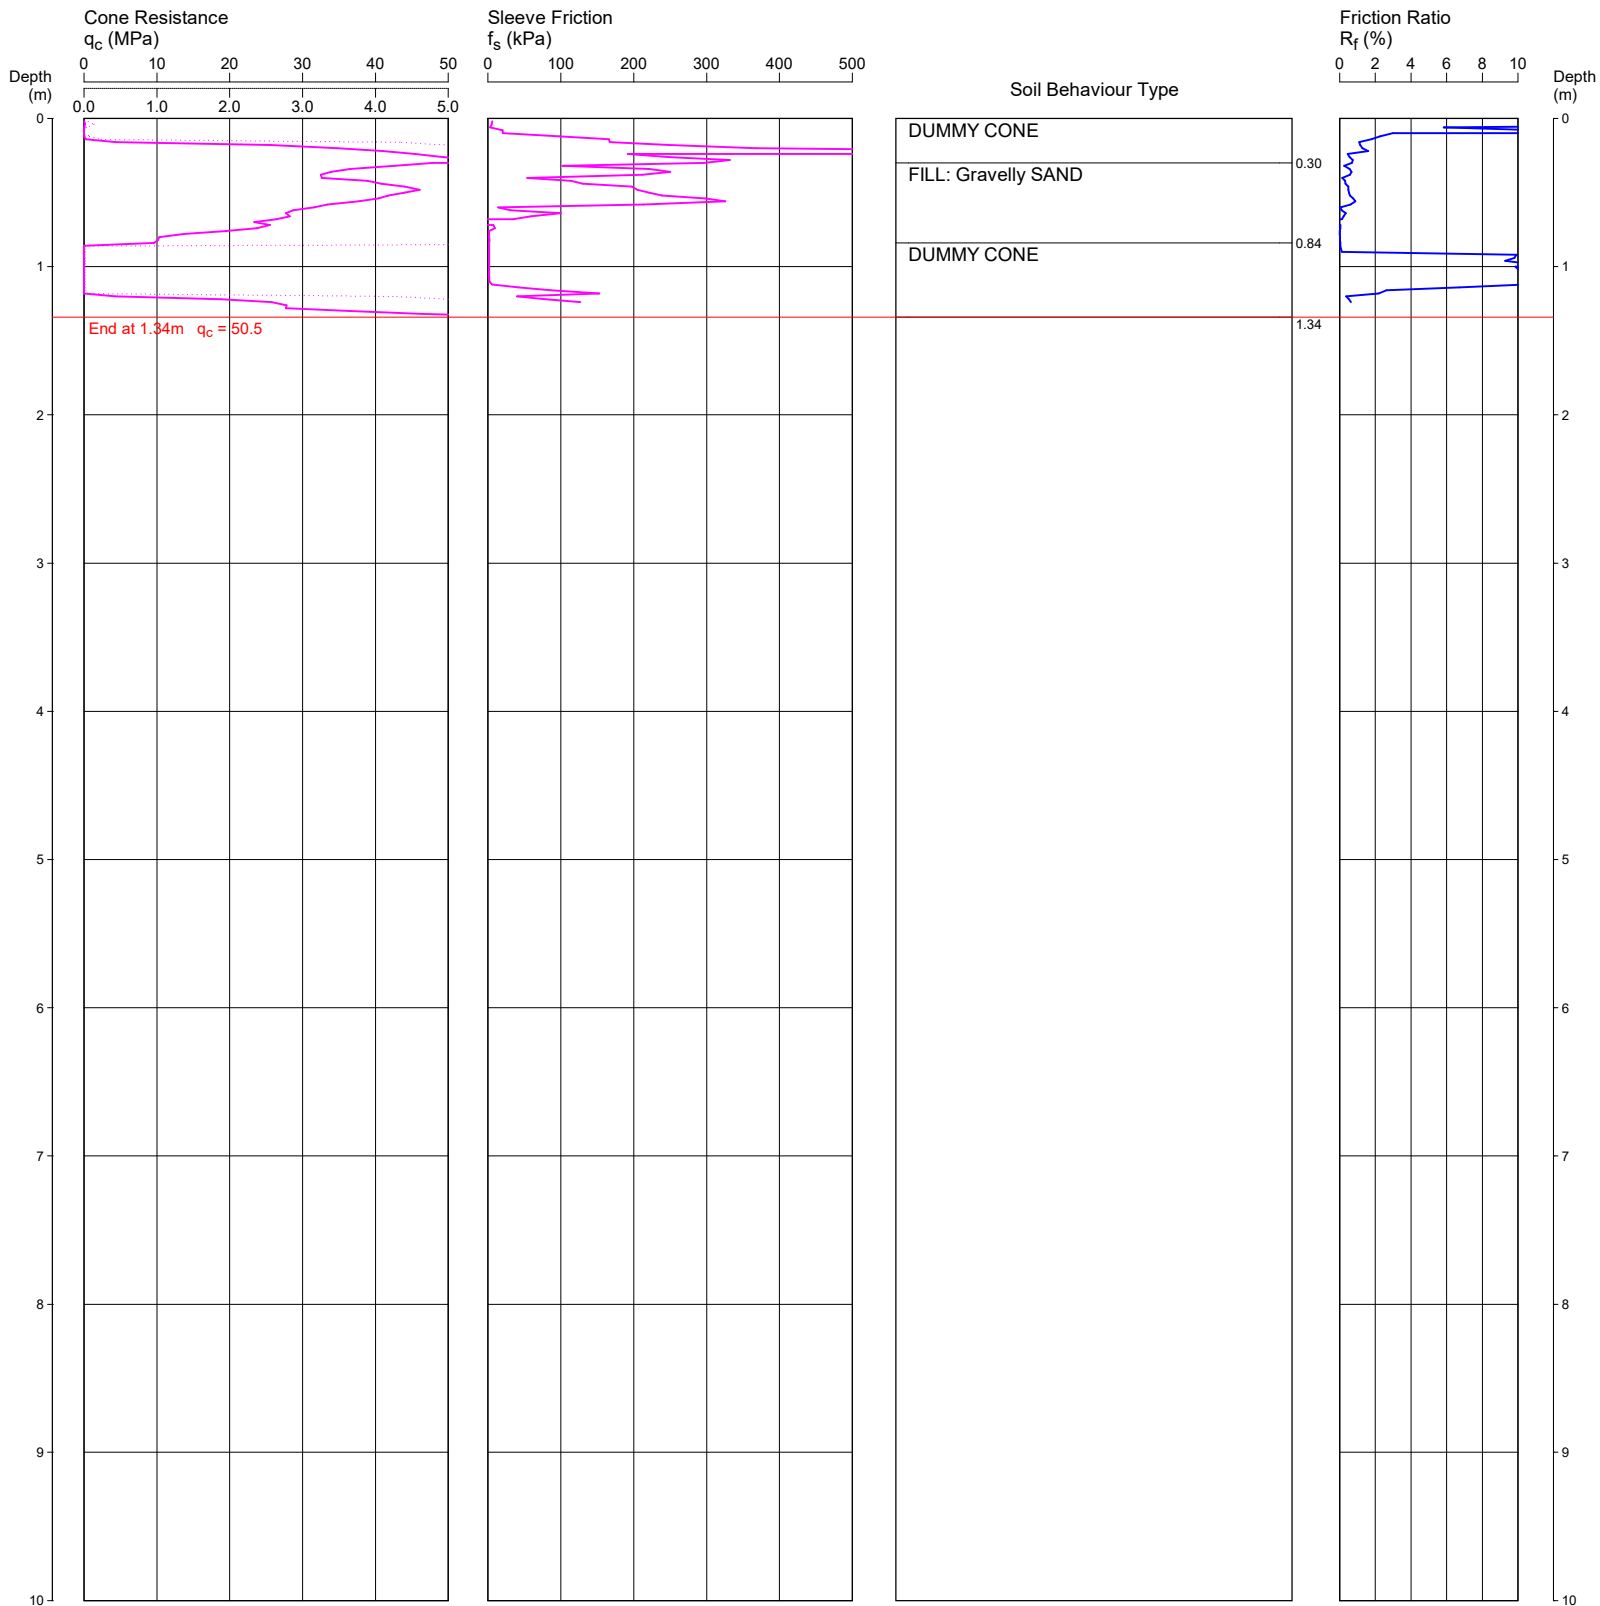 Cone Resistance
qc (MPa)
Sleeve Friction
fs (kPa)
Friction Ratio
Rf (%)
0 10 20 30 40 50
0 100 200 300 400 500
0 2 4 6 8 10
Depth
(m)
Depth
(m)
Soil Behaviour Type
0.0 1.0 2.0 3.0 4.0 5.0
0 0
DUMMY CONE
0.30
FILL: Gravelly SAND
0.84
DUMMY CONE
1 1
1.34
End at 1.34m qc = 50.5
2 2
3 3
4 4
5 5
6 6
7 7
8 8
9 9
10 10